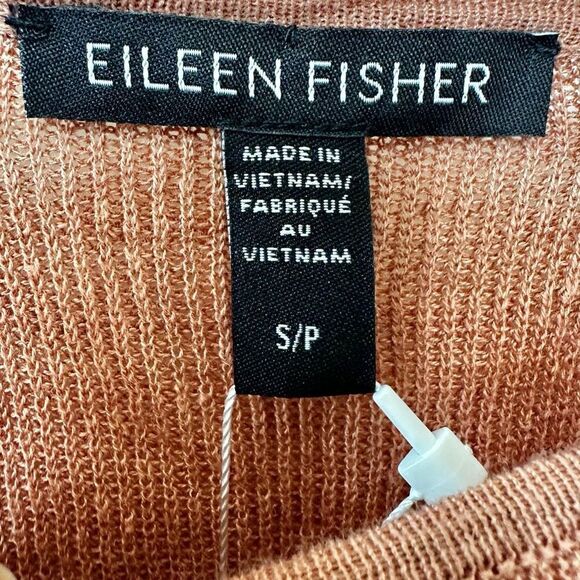 EILEEN FISHER
MADE IN
VIETNAM/
FABRIQUÉ
AU
VIETNAM
S/P